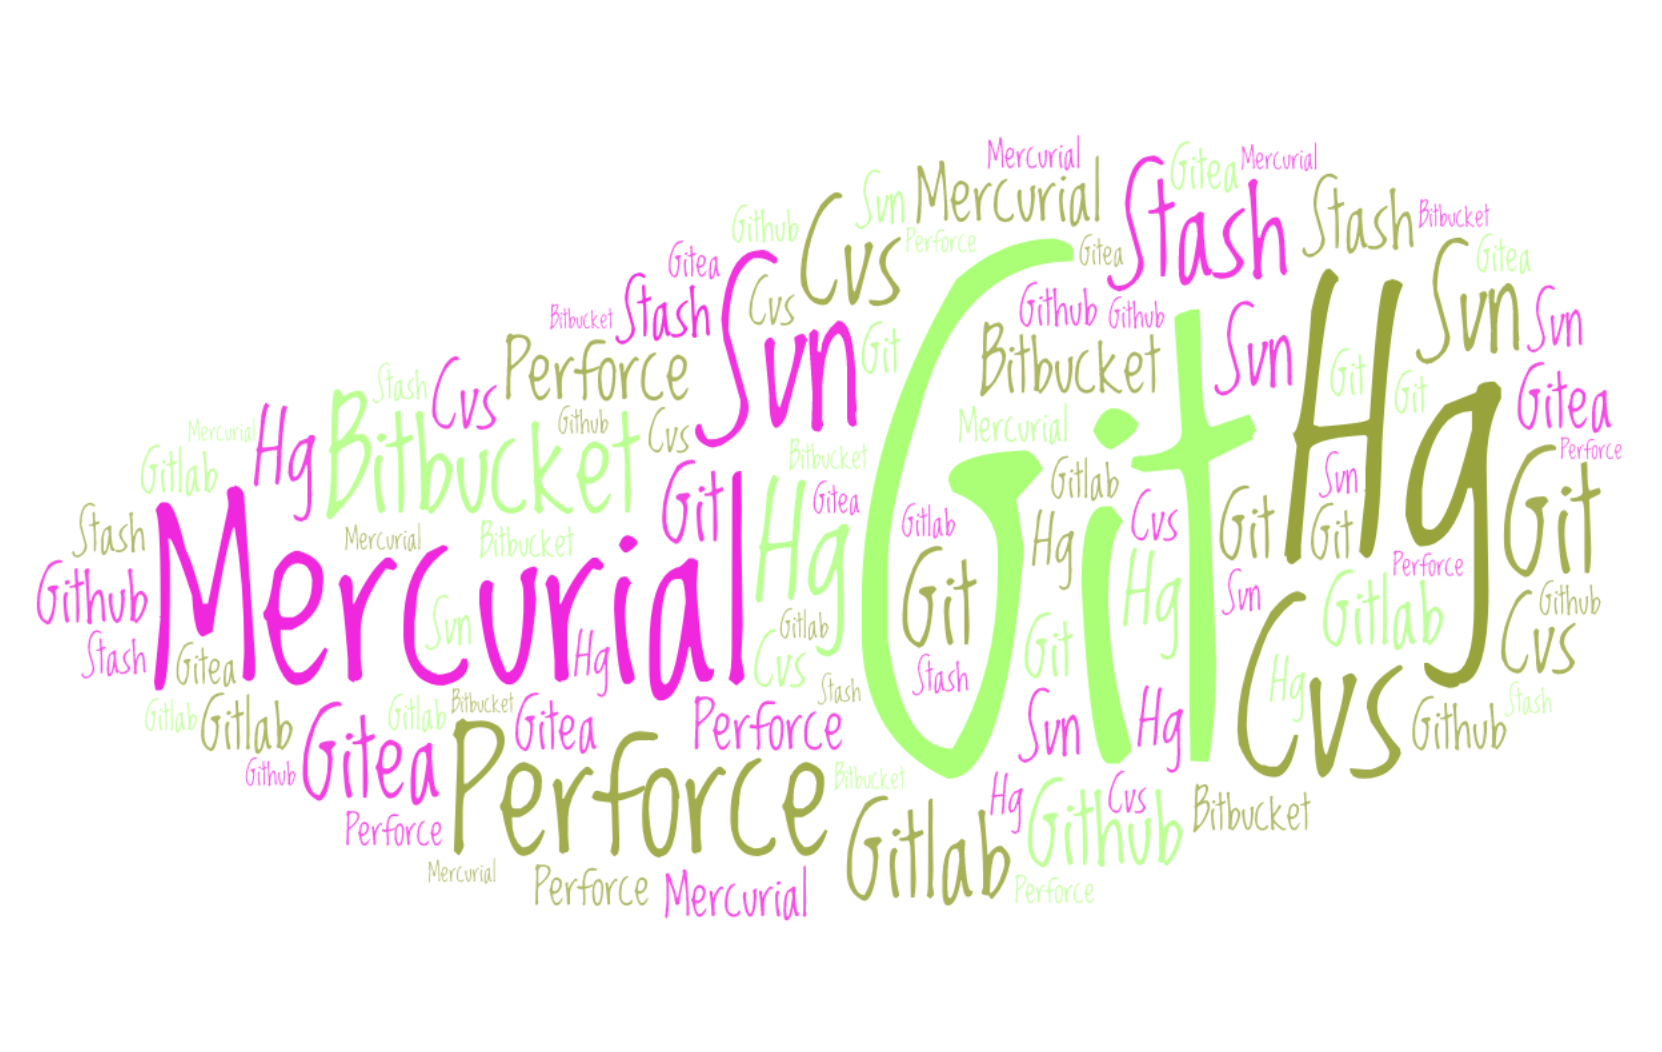 Mercurial
Stash
Gitea
Mercurial
Svn
Mercurial
Stash
Bitbucket
Github
Cvs
Perforce
Gitea
Svn
Gitea
Gitea
Svn
Cvs
Github
Github
Hg
Svn
Svn
Bitbucket
Stash
Perforce
Git
Bitbucket
Svn
Git
Git
Gitea
Stash
Cvs
Git
Hg
Bitbucket
Github
Cvs
Mercurial
Mercurial
Gitlab
Bitbucket
Gitlab
Svn
Perforce
Git
Git
Hg
Gitea
Gitlab
Cvs
Git
Git
Stash
Mercurial
Mercurial
Bitbucket
Hg
Perforce
Github
Git
Hg
Svn
Gitlab
Github
Svn
Gitlab
Git
Cvs
Cvs
Stash
Gitea
Hg
Cvs
Stash
Stash
Hg
Stash
Gitlab
Gitlab
Gitlab
Bitbucket
Gitea
Perforce
Svn
Hg
Github
Github
Gitea
Perforce
Bitbucket
Hg
Cvs
Bitbucket
Perforce
Gitlab
Github
Mercurial
Perforce
Mercurial
Perforce